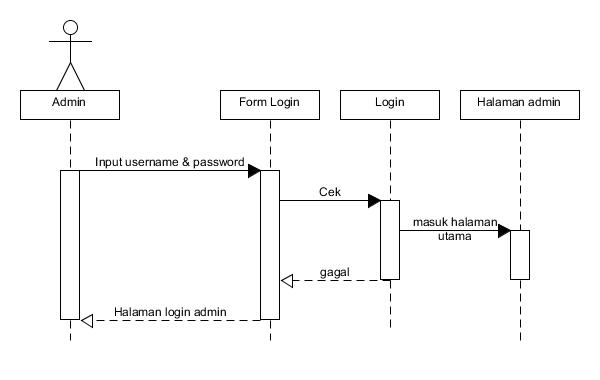 Admin
Form Login
Login
Halaman admin
Input username & password
Cek
masuk halaman
utama
gagal
Halaman login admin